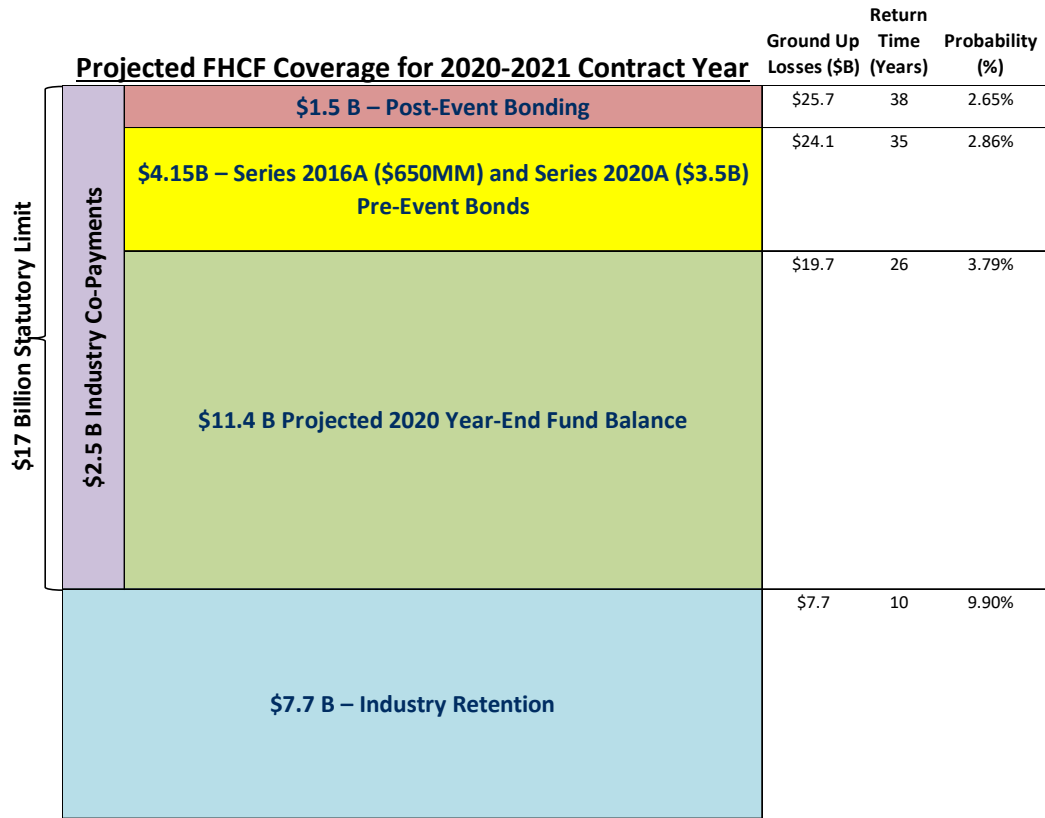 Projected FHCF Coverage for 2020-2021 Contract Year
Ground Up
Losses ($B)
Return
Time
(Years)
Probability
(%)
$17 Billion Statutory Limit
$2.5 B Industry Co-Payments
$1.5 B – Post-Event Bonding
$25.7 38 2.65%
$4.15B – Series 2016A ($650MM) and Series 2020A ($3.5B)
Pre-Event Bonds
$24.1 35 2.86%
$11.4 B Projected 2020 Year-End Fund Balance
$19.7 26 3.79%
$7.7 B – Industry Retention
$7.7 10 9.90%